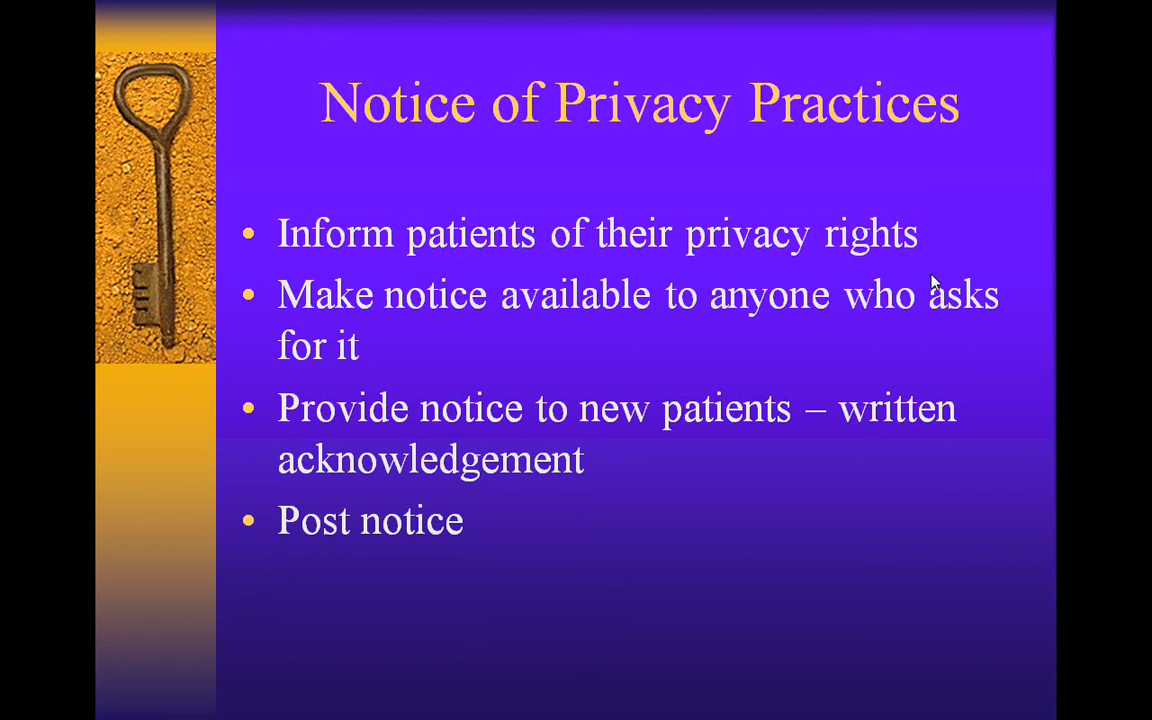 Notice of Privacy Practices
• Inform patients of their privacy rights
• Make notice available to anyone who asks
for it
• Provide notice to new patients – written
acknowledgement
• Post notice